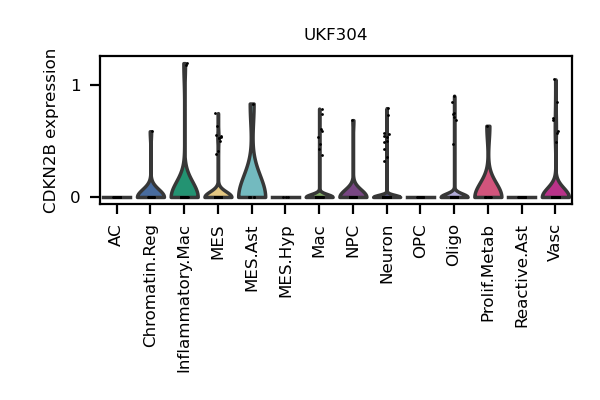 UKF304
CDKN2B expression
1
0
AC
Chromatin.Reg
Inflammatory.Mac
MES
MES.Ast
MES.Hyp
Mac
NPC
Neuron
OPC
Oligo
Prolif.Metab
Reactive.Ast
Vasc